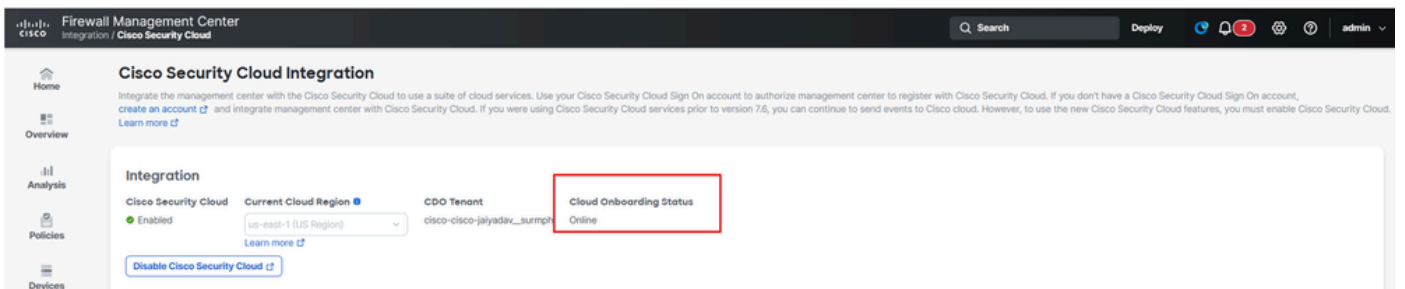 cisco
Firewall Management Center
Integration / Cisco Security Cloud
Search
Deploy
2
admin
Home
Overview
Analysis
Policies
Devices
Cisco Security Cloud Integration
Integrate the management center with the Cisco Security Cloud to use a suite of cloud services. Use your Cisco Security Cloud Sign On account to authorize management center to register with Cisco Security Cloud. If you don't have a Cisco Security Cloud Sign On account,
create an account and integrate management center with Cisco Security Cloud. If you were using Cisco Security Cloud services prior to version 7.6, you can continue to send events to Cisco cloud. However, to use the new Cisco Security Cloud features, you must enable Cisco Security Cloud.
Learn more
Integration
Cisco Security Cloud
Enabled
Current Cloud Region
us-east-1 (US Region)
Learn more
CDO Tenant
cisco-cisco-jaiyadav__surmph
Cloud Onboarding Status
Online
Disable Cisco Security Cloud